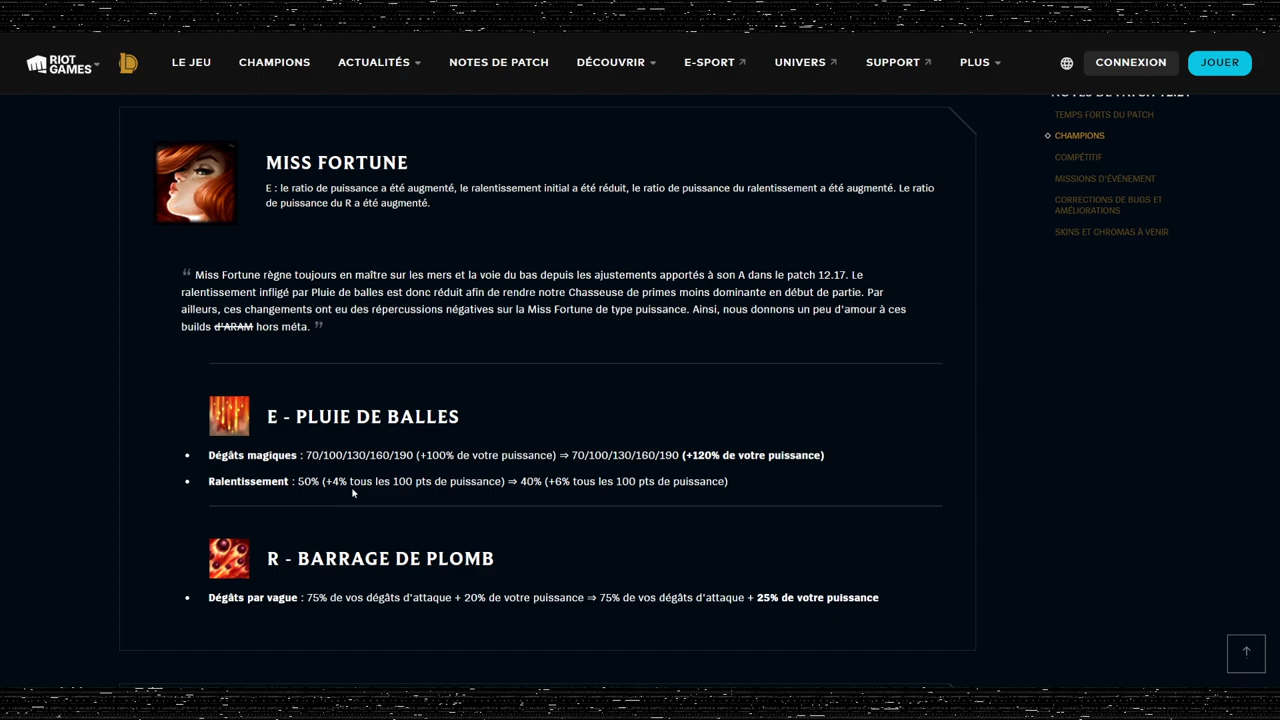 RIOT GAMES
LE JEU CHAMPIONS ACTUALITÉS NOTES DE PATCH DÉCOUVRIR E-SPORT UNIVERS SUPPORT PLUS CONNEXION JOUER
NOTES DE PATCH 12.21
TEMPS FORTS DU PATCH
CHAMPIONS
COMPÉTITIF
MISSIONS D'ÉVÉNEMENT
CORRECTIONS DE BUGS ET
AMÉLIORATIONS
SKINS ET CHROMAS À VENIR
MISS FORTUNE
E : le ratio de puissance a été augmenté, le ralentissement initial a été réduit, le ratio de puissance du ralentissement a été augmenté. Le ratio
de puissance du R a été augmenté.
“ Miss Fortune règne toujours en maître sur les mers et la voie du bas depuis les ajustements apportés à son A dans le patch 12.17. Le
ralentissement infligé par Pluie de balles est donc réduit afin de rendre notre Chasseuse de primes moins dominante en début de partie. Par
ailleurs, ces changements ont eu des répercussions négatives sur la Miss Fortune de type puissance. Ainsi, nous donnons un peu d'amour à ces
builds d'ARAM hors méta. ”
E - PLUIE DE BALLES
• Dégâts magiques : 70/100/130/160/190 (+100% de votre puissance) ⇒ 70/100/130/160/190 (+120% de votre puissance)
• Ralentissement : 50% (+4% tous les 100 pts de puissance) ⇒ 40% (+6% tous les 100 pts de puissance)
R - BARRAGE DE PLOMB
• Dégâts par vague : 75% de vos dégâts d'attaque + 20% de votre puissance ⇒ 75% de vos dégâts d'attaque + 25% de votre puissance